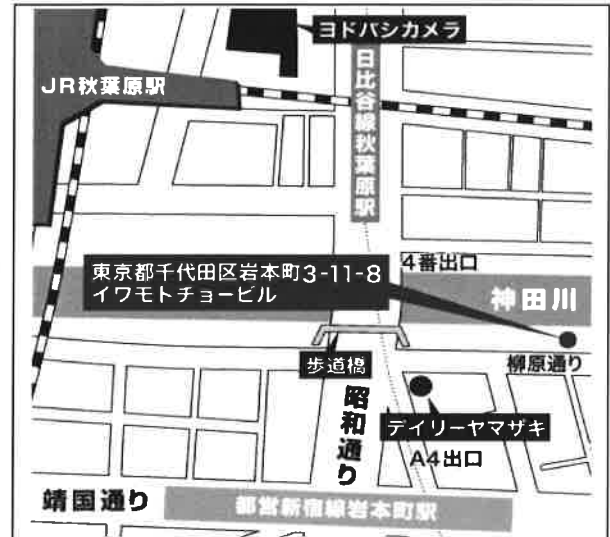 ヨドバシカメラ
JR秋葉原駅
日比谷線秋葉原駅
4番出口
東京都千代田区岩本町3-11-8
イワモトチョービル
神田川
歩道橋
柳原通り
昭和通り
デイリーヤマザキ
A4出口
靖国通り
都営新宿線岩本町駅